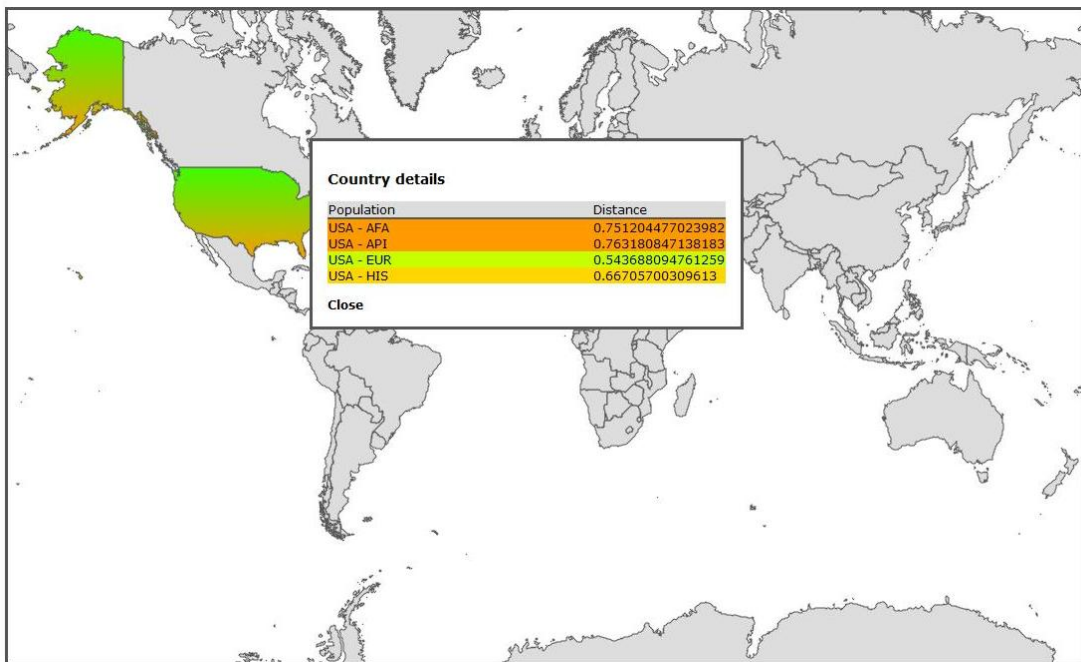 Country details
Population Distance
USA - AFA 0.751204477023982
USA - API 0.763180847138183
USA - EUR 0.543688094761259
USA - HIS 0.66705700309613
Close